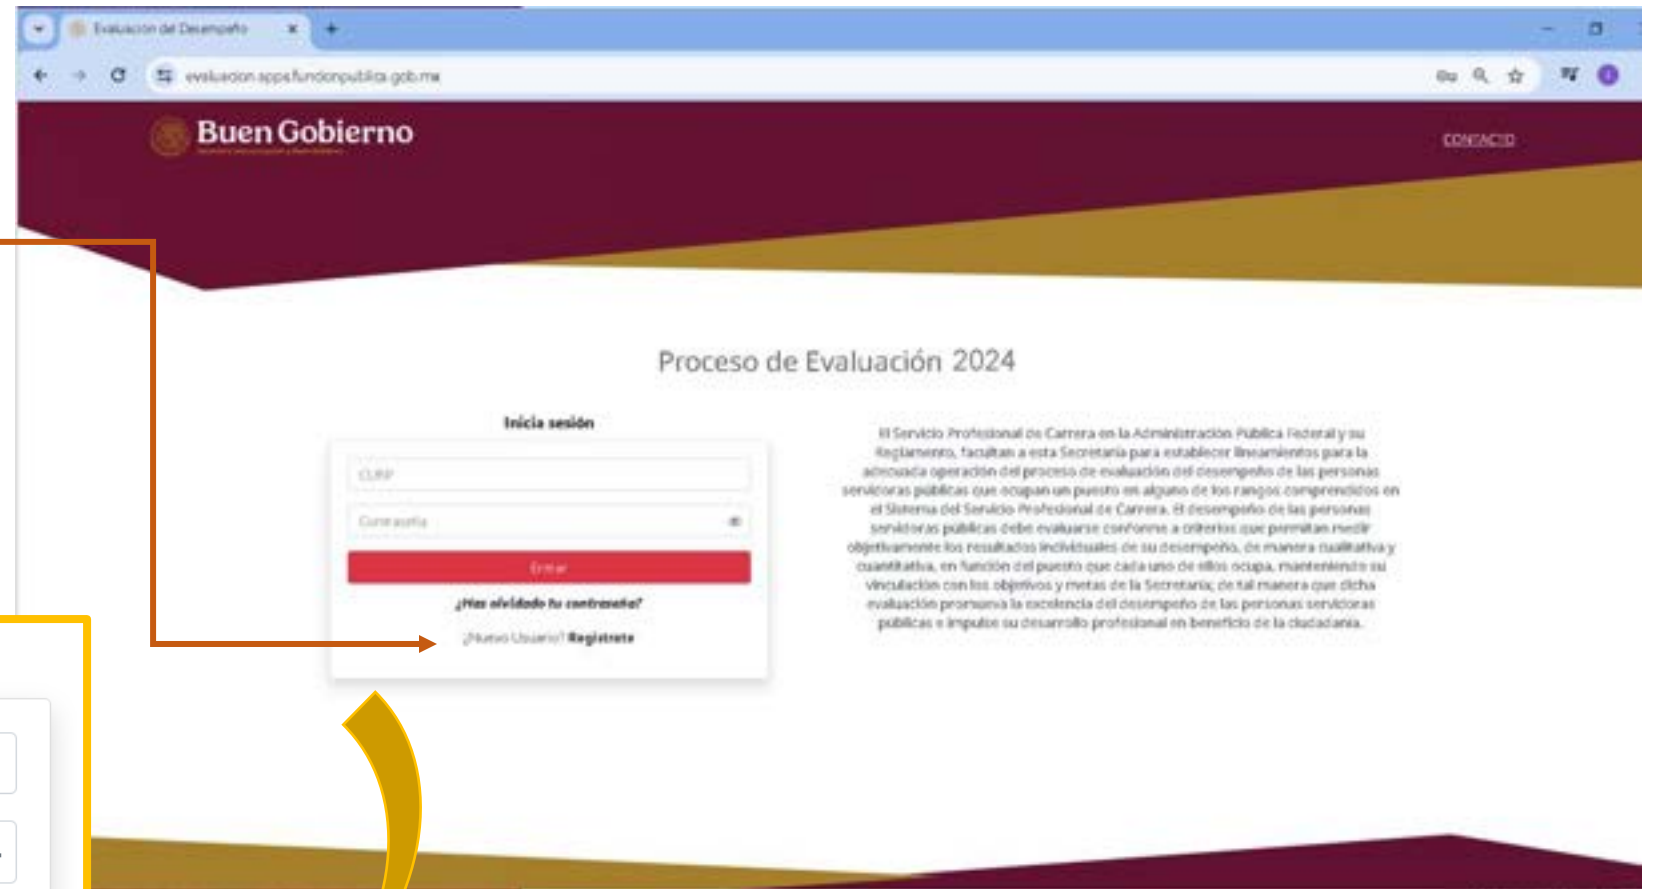 Evaluación del Desempeño
evaluacion.apps.funcionpublica.gob.mx
Buen Gobierno
CONTACTO
Proceso de Evaluación 2024
Inicia sesión
CURP
Contraseña
Entrar
¿Has olvidado tu contraseña?
¿Nuevo Usuario? Registrate
El Servicio Profesional de Carrera en la Administración Pública Federal y su
Reglamento, facultan a esta Secretaría para establecer lineamientos para la
adecuada operación del proceso de evaluación del desempeño de las personas
servidoras públicas que ocupan un puesto en alguno de los rangos comprendidos en
el Sistema del Servicio Profesional de Carrera. El desempeño de las personas
servidoras públicas debe evaluarse conforme a criterios que permitan medir
objetivamente los resultados individuales de su desempeño, de manera cualitativa y
cuantitativa, en función del puesto que cada uno de ellos ocupa, manteniendo su
vinculación con los objetivos y metas de la Secretaría; de tal manera que dicha
evaluación promueva la excelencia del desempeño de las personas servidoras
públicas e impulse su desarrollo profesional en beneficio de la ciudadanía.